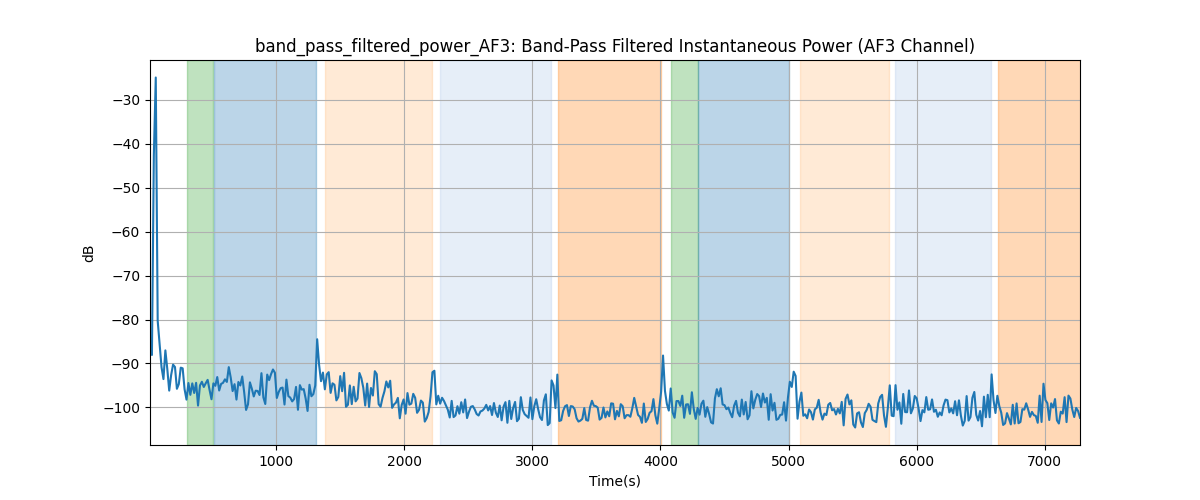 band_pass_filtered_power_AF3: Band-Pass Filtered Instantaneous Power (AF3 Channel)
−30
−40
−50
−60
−70
−80
−90
−100
dB
1000 2000 3000 4000 5000 6000 7000
Time(s)